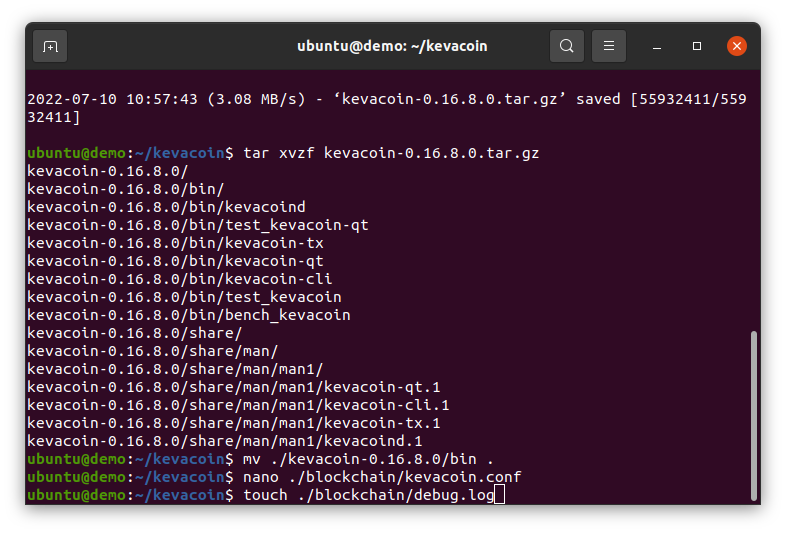 ubuntu@demo: ~/kevacoin
2022-07-10 10:57:43 (3.08 MB/s) - ‘kevacoin-0.16.8.0.tar.gz’ saved [55932411/559
32411]
ubuntu@demo:~/kevacoin$ tar xvzf kevacoin-0.16.8.0.tar.gz
kevacoin-0.16.8.0/
kevacoin-0.16.8.0/bin/
kevacoin-0.16.8.0/bin/kevacoind
kevacoin-0.16.8.0/bin/test_kevacoin-qt
kevacoin-0.16.8.0/bin/kevacoin-tx
kevacoin-0.16.8.0/bin/kevacoin-qt
kevacoin-0.16.8.0/bin/kevacoin-cli
kevacoin-0.16.8.0/bin/test_kevacoin
kevacoin-0.16.8.0/bin/bench_kevacoin
kevacoin-0.16.8.0/share/
kevacoin-0.16.8.0/share/man/
kevacoin-0.16.8.0/share/man/man1/
kevacoin-0.16.8.0/share/man/man1/kevacoin-qt.1
kevacoin-0.16.8.0/share/man/man1/kevacoin-cli.1
kevacoin-0.16.8.0/share/man/man1/kevacoin-tx.1
kevacoin-0.16.8.0/share/man/man1/kevacoind.1
ubuntu@demo:~/kevacoin$ mv ./kevacoin-0.16.8.0/bin .
ubuntu@demo:~/kevacoin$ nano ./blockchain/kevacoin.conf
ubuntu@demo:~/kevacoin$ touch ./blockchain/debug.log